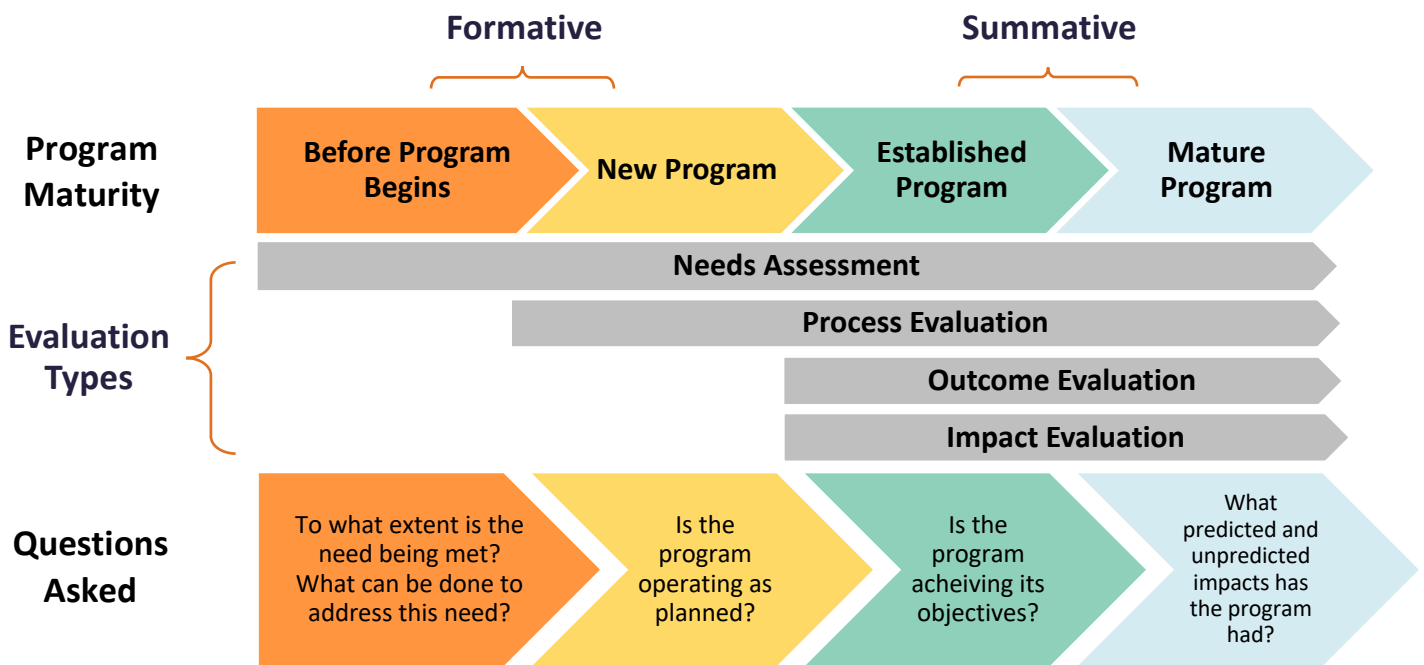 Formative
Summative
Program
Maturity
Before Program
Begins
New Program
Established
Program
Mature
Program
Evaluation
Types
Needs Assessment
Process Evaluation
Outcome Evaluation
Impact Evaluation
Questions
Asked
To what extent is the
need being met?
What can be done to
address this need?
Is the
program
operating as
planned?
Is the
program
acheiving its
objectives?
What
predicted and
unpredicted
impacts has
the program
had?